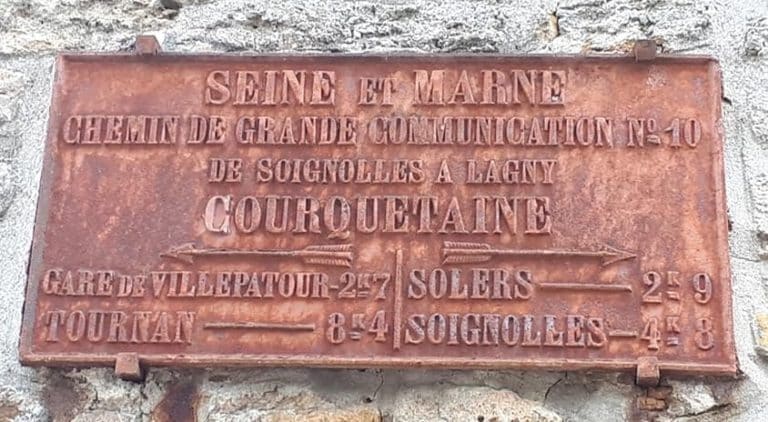 SEINE ET MARNE
CHEMIN DE GRANDE COMMUNICATION Nº 10
DE SOIGNOLLES A LAGNY
COURQUETAINE
GARE DE VILLEPATOUR - 2K7 SOLERS — 2K9
TOURNAN — 8K4 SOIGNOLLES — 4K8